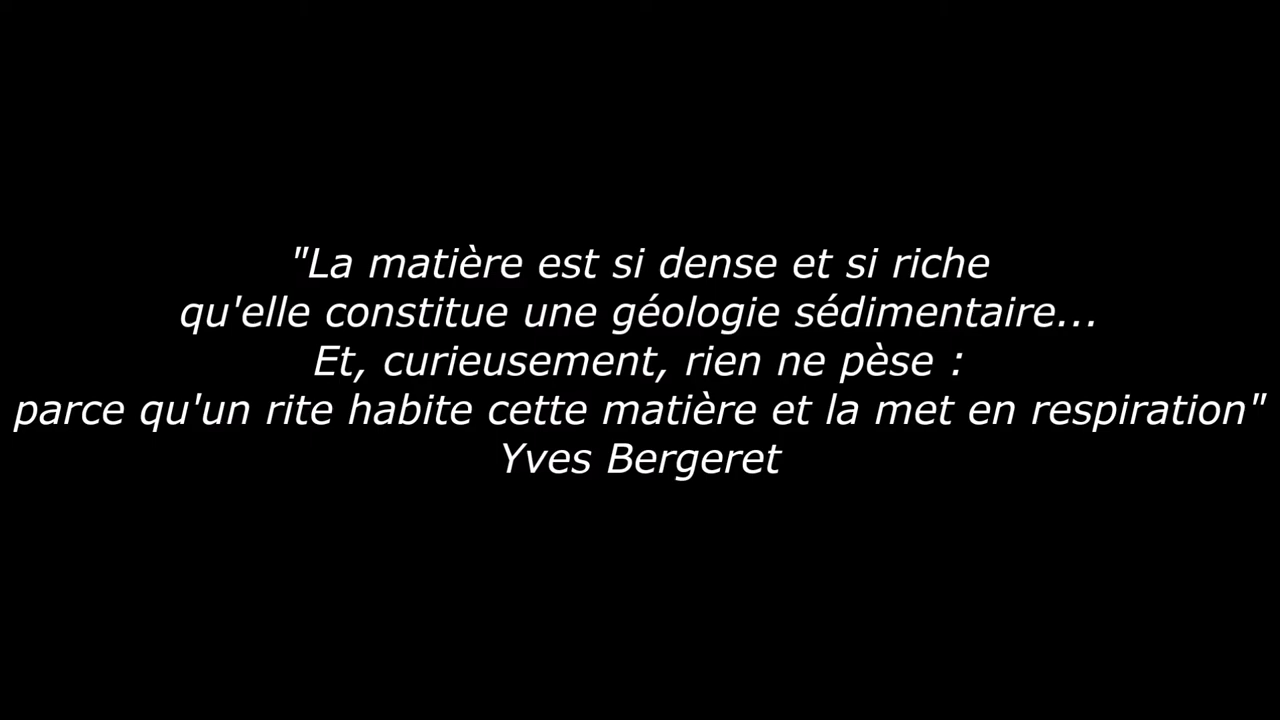 "La matière est si dense et si riche
qu'elle constitue une géologie sédimentaire...
Et, curieusement, rien ne pèse :
parce qu'un rite habite cette matière et la met en respiration"
Yves Bergeret